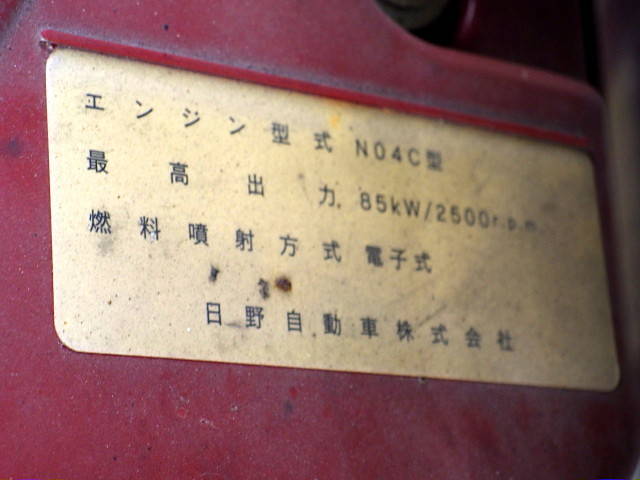 エンジン型式 N04C型
最高出力 85kW/2500r.p.m.
燃料噴射方式 電子式
日野自動車株式会社